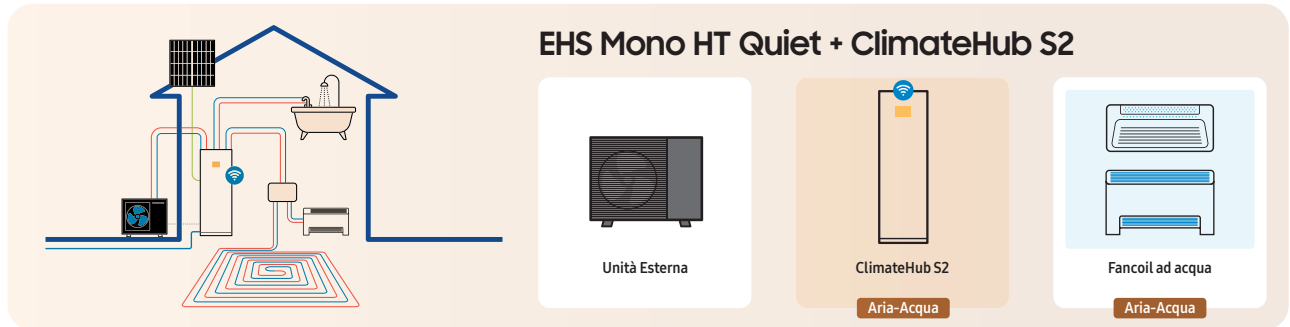 EHS Mono HT Quiet + ClimateHub S2
Unità Esterna
ClimateHub S2
Aria-Acqua
Fancoil ad acqua
Aria-Acqua